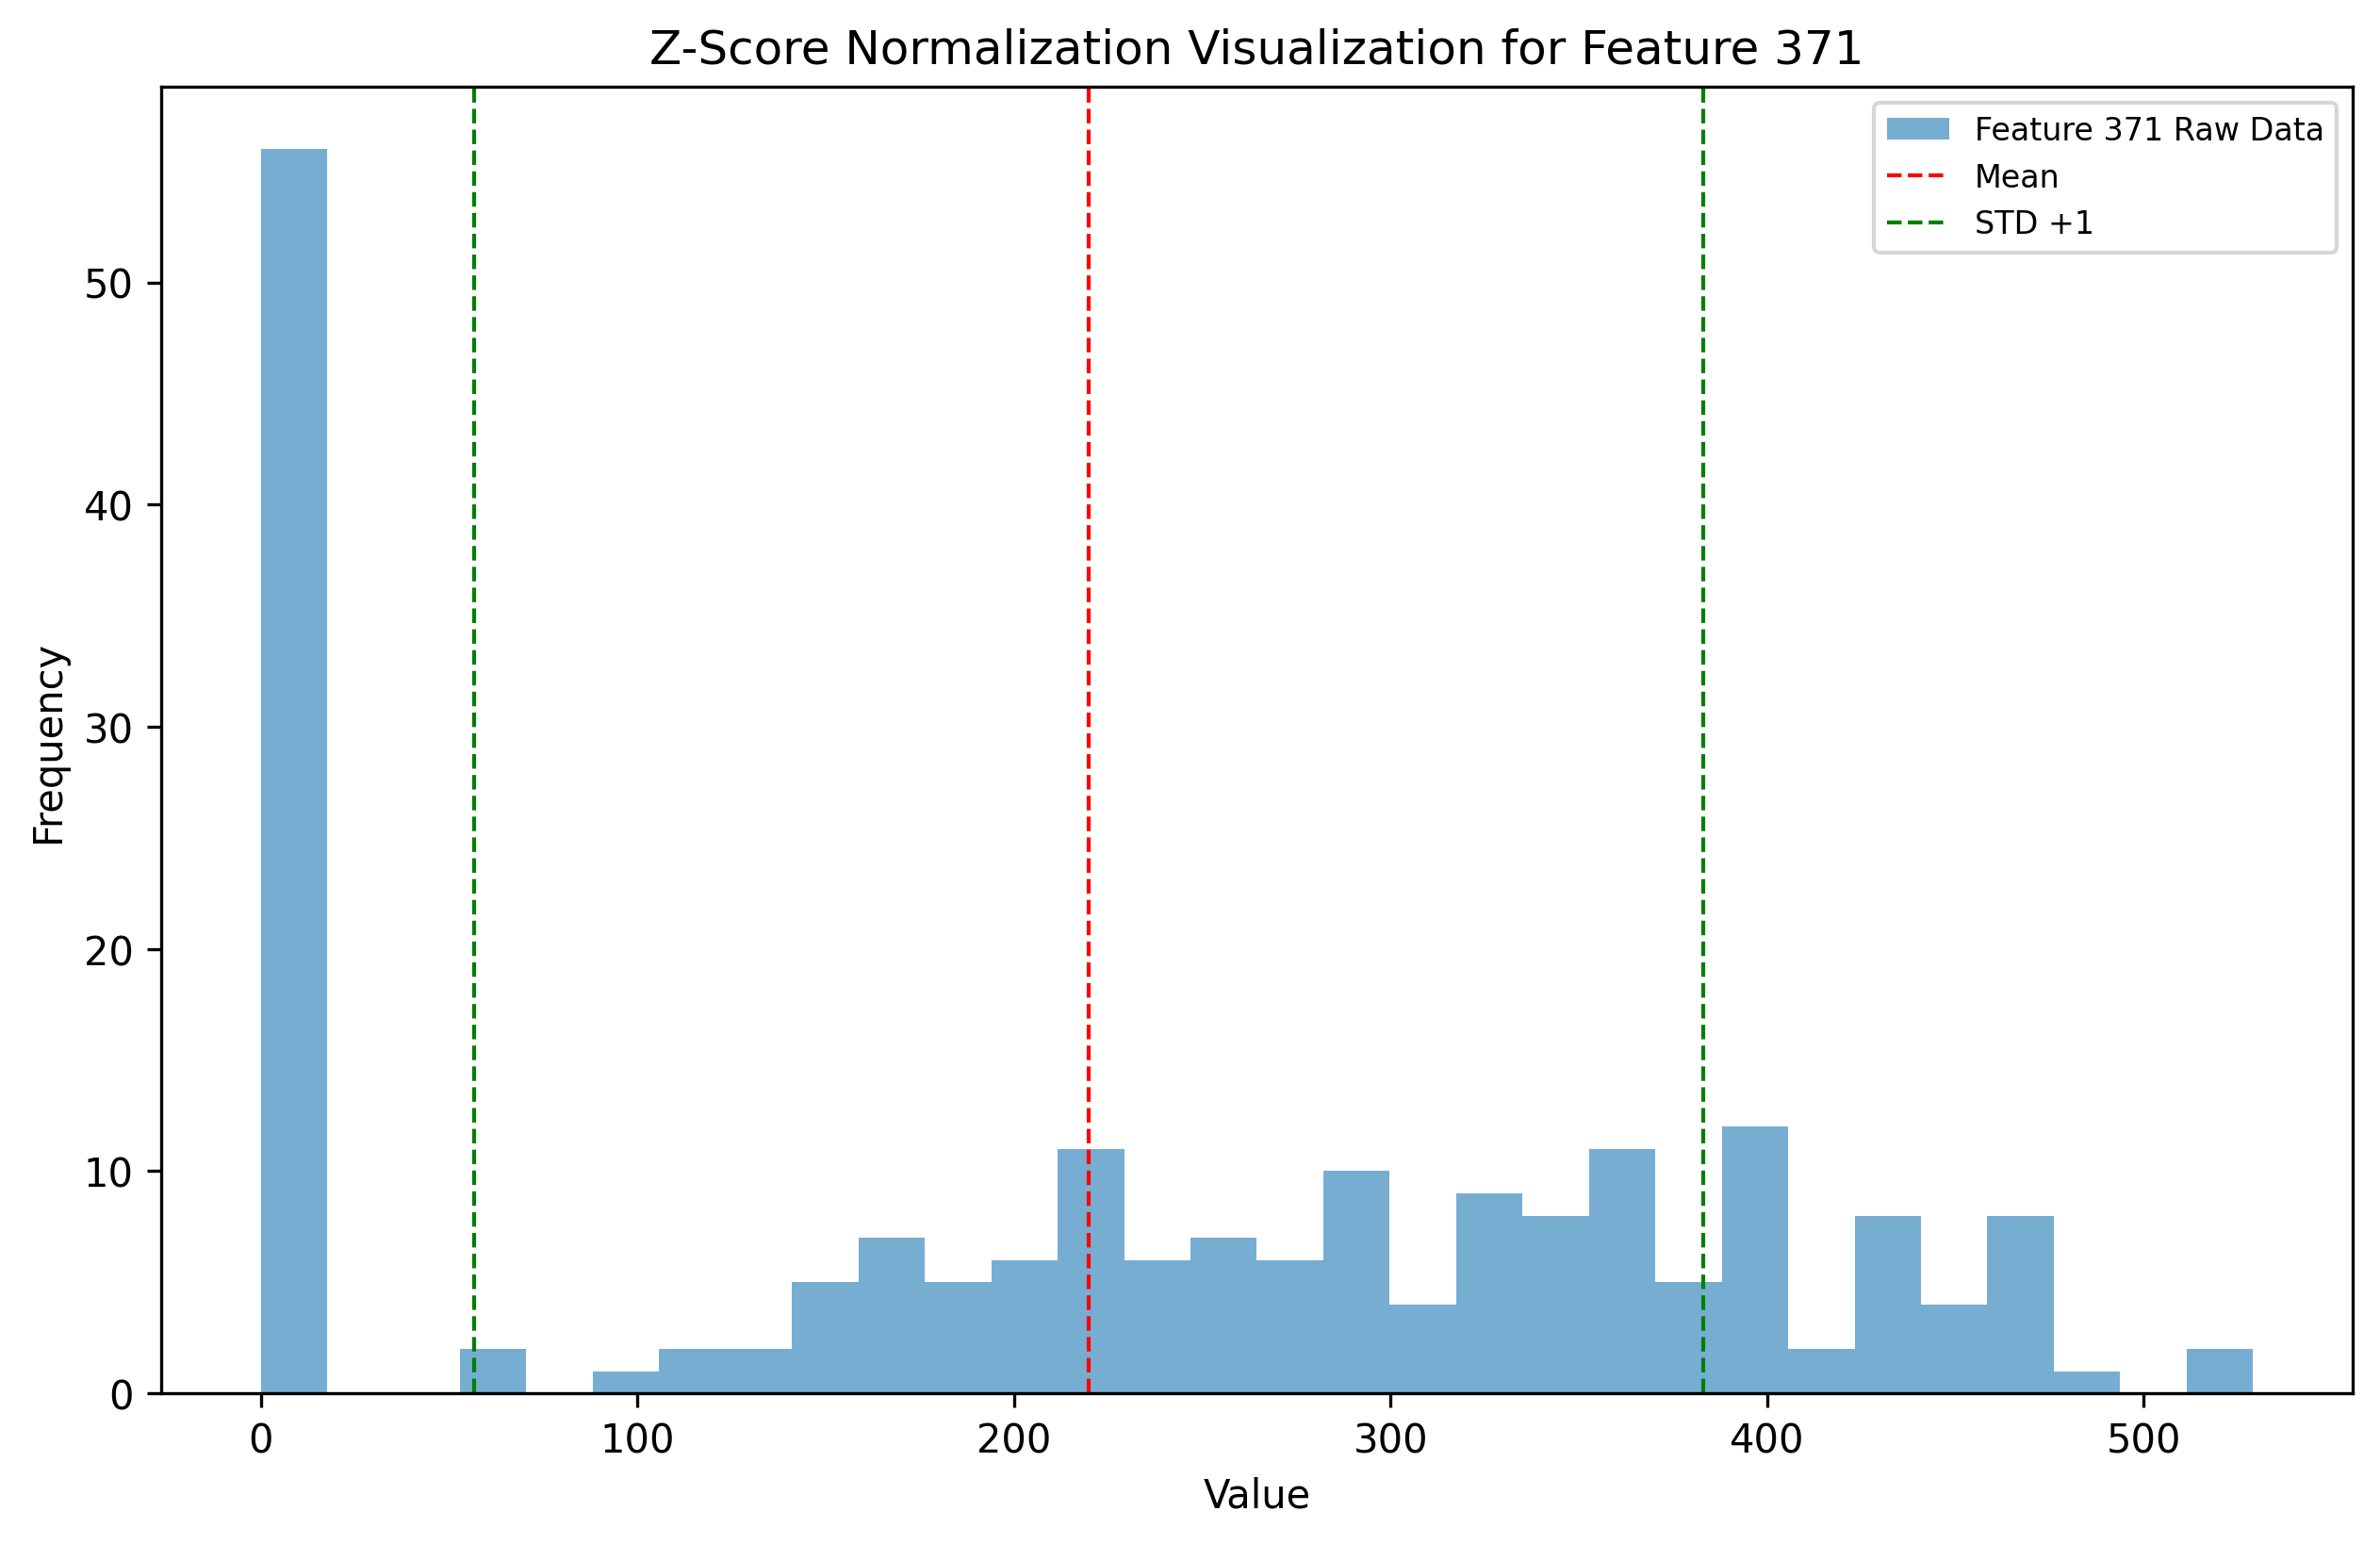 Z-Score Normalization Visualization for Feature 371
Feature 371 Raw Data
Mean
STD +1
50
40
30
20
10
0
Frequency
0 100 200 300 400 500
Value